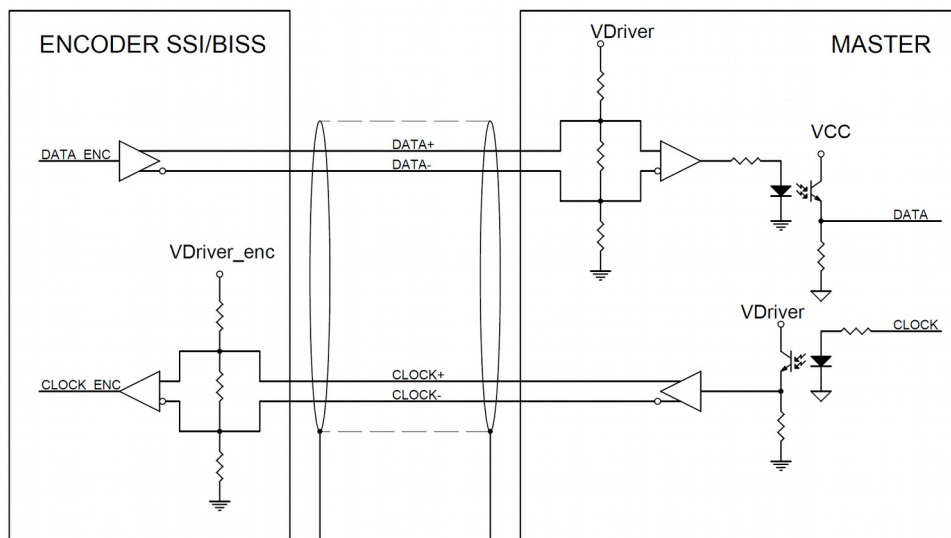 ENCODER SSI/BISS
VDriver
MASTER
DATA+
VCC
DATA_ENC
DATA-
DATA
VDriver_enc
VDriver
CLOCK
CLOCK+
CLOCK_ENC
CLOCK-